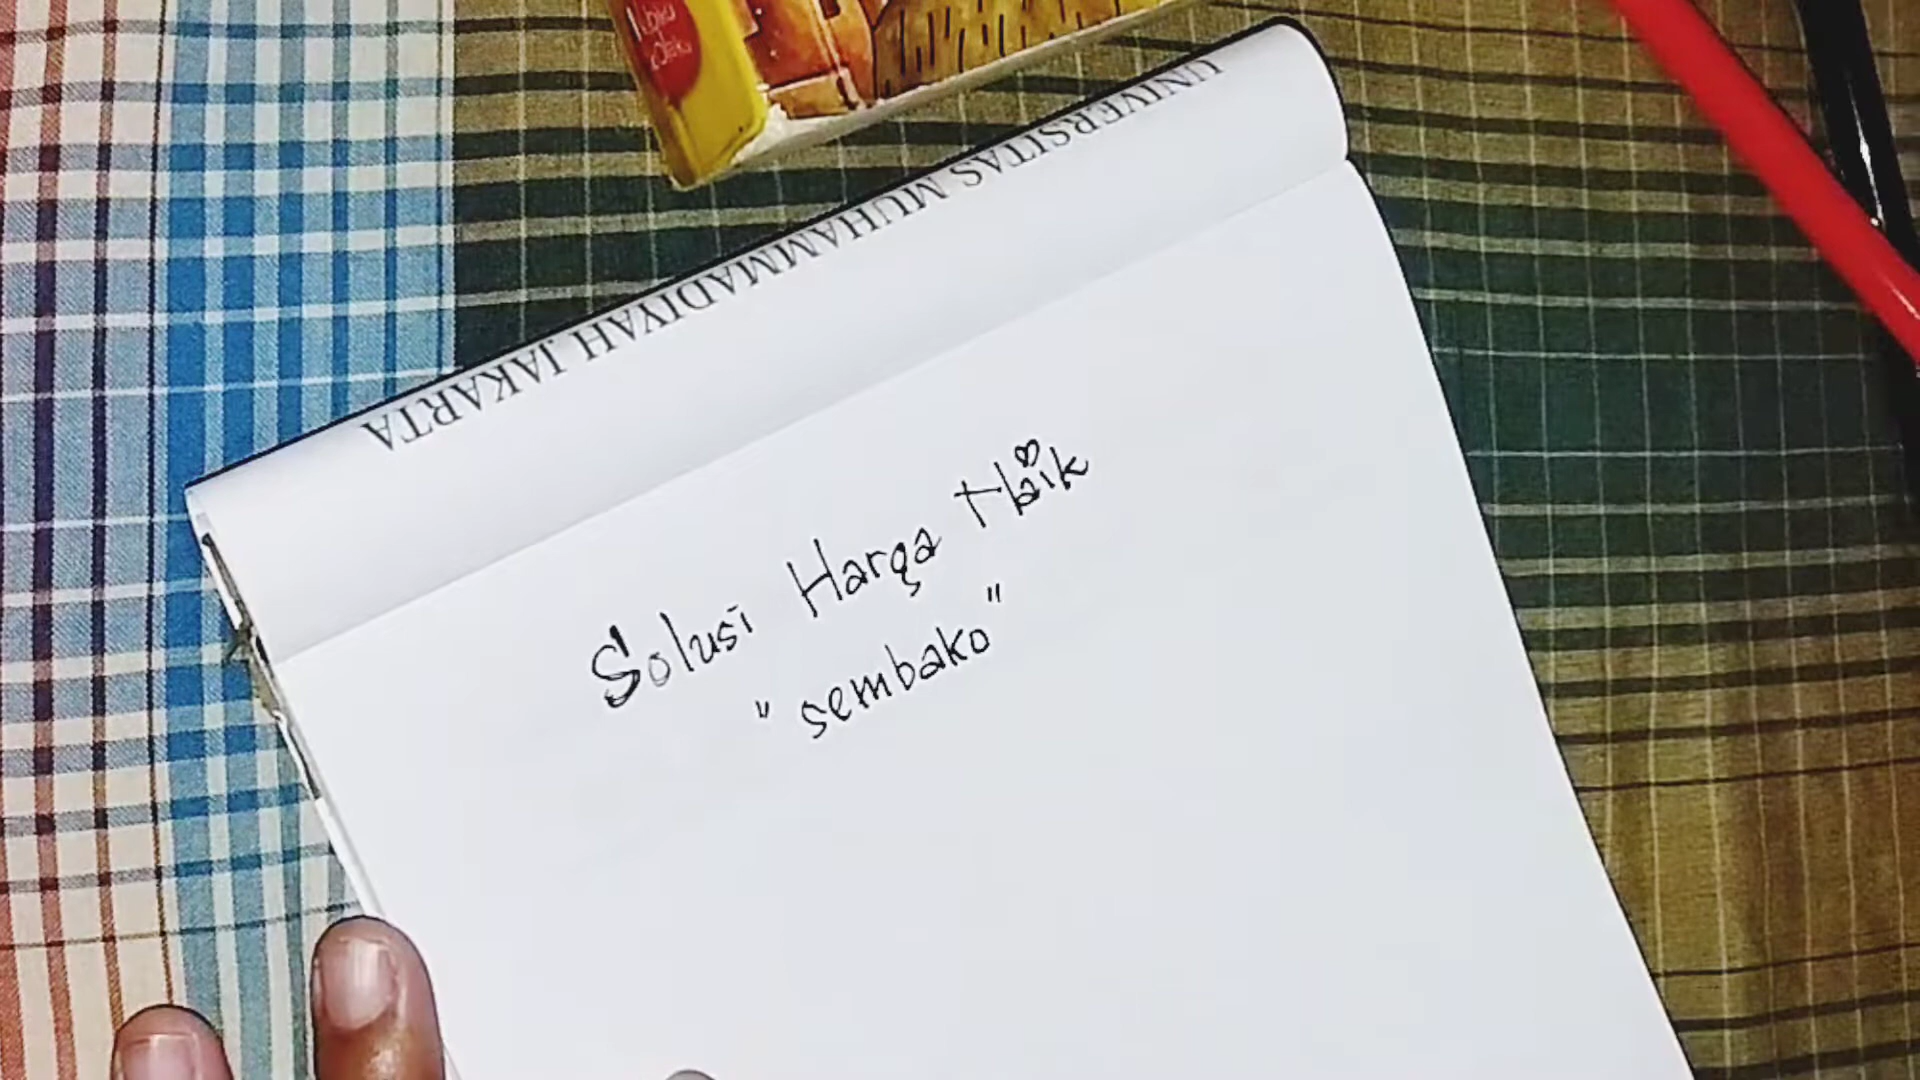 UNIVERSITAS MUHAMMADIYAH JAKARTA
Solusi Harga Naik
"sembako"